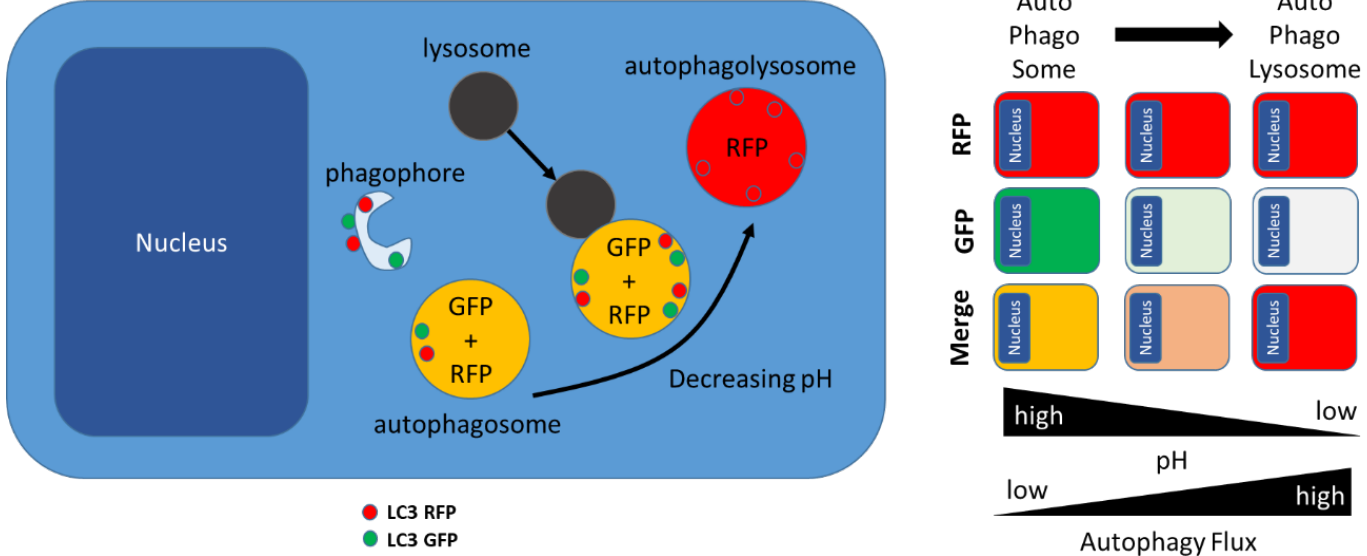 lysosome
autophagolysosome
RFP
phagophore
Nucleus
GFP
+
RFP
GFP
+
RFP
autophagosome
Decreasing pH
LC3 RFP
LC3 GFP
Auto
Phago
Some
Auto
Phago
Lysosome
RFP
Nucleus
Nucleus
Nucleus
GFP
Nucleus
Nucleus
Nucleus
Merge
Nucleus
Nucleus
Nucleus
high
low
pH
low
high
Autophagy Flux